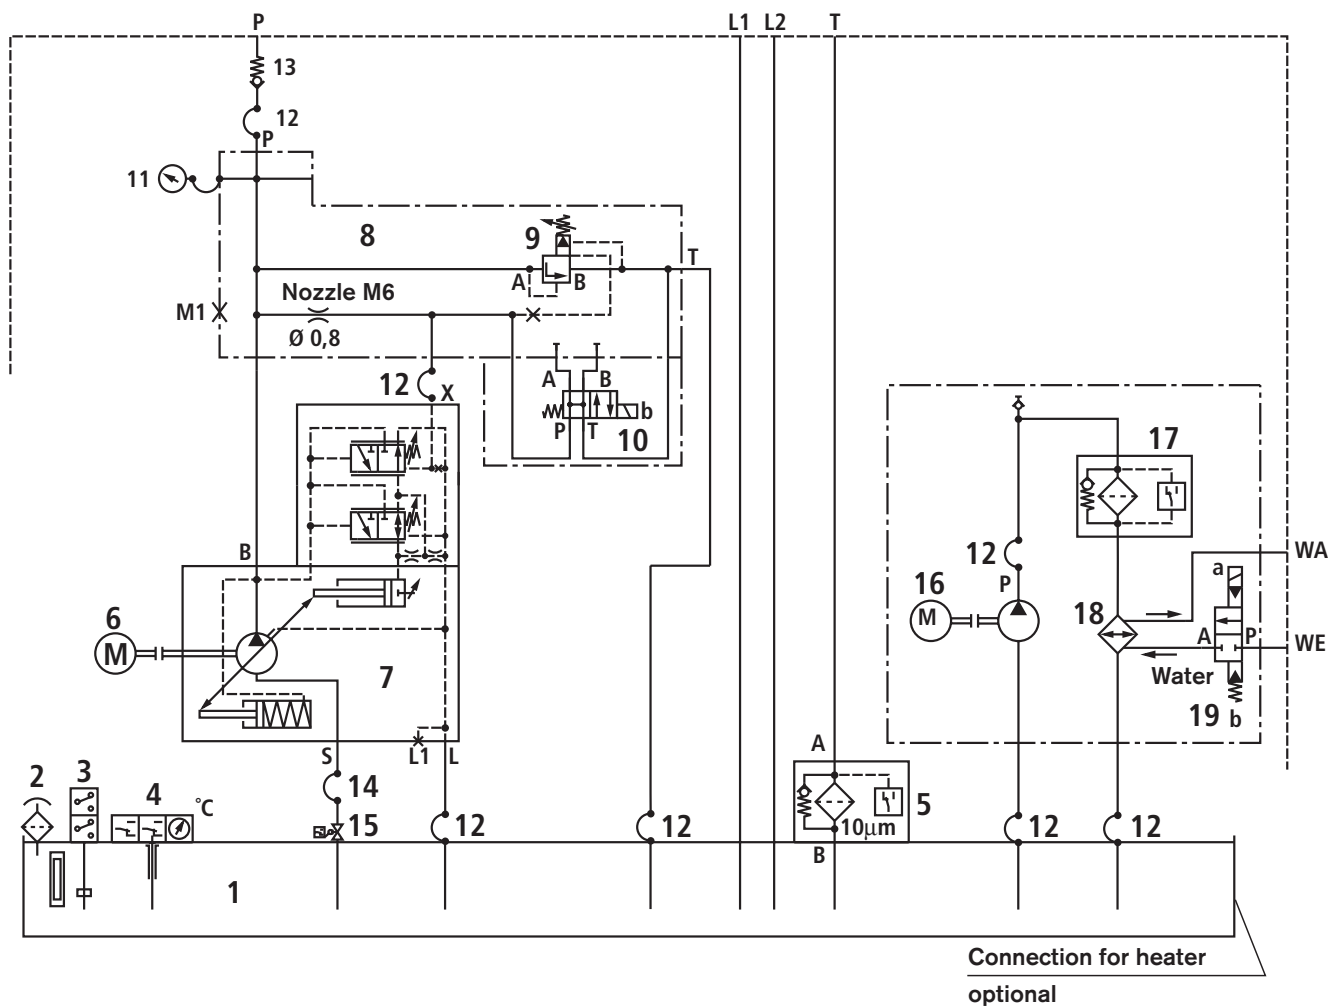 P L1 L2 T
13
12
P
11
8
9
T
A B
Nozzle M6
M1
Ø 0,8
12 X
A B
b
P T 10
17
B
12
P
WA
a
6
M
16
M
18
A P
WE
7
Water
19 b
S L1 L
A
2 3 4 °C
14
15
12
12
5
10µm
12
12
B
1
Connection for heater
optional